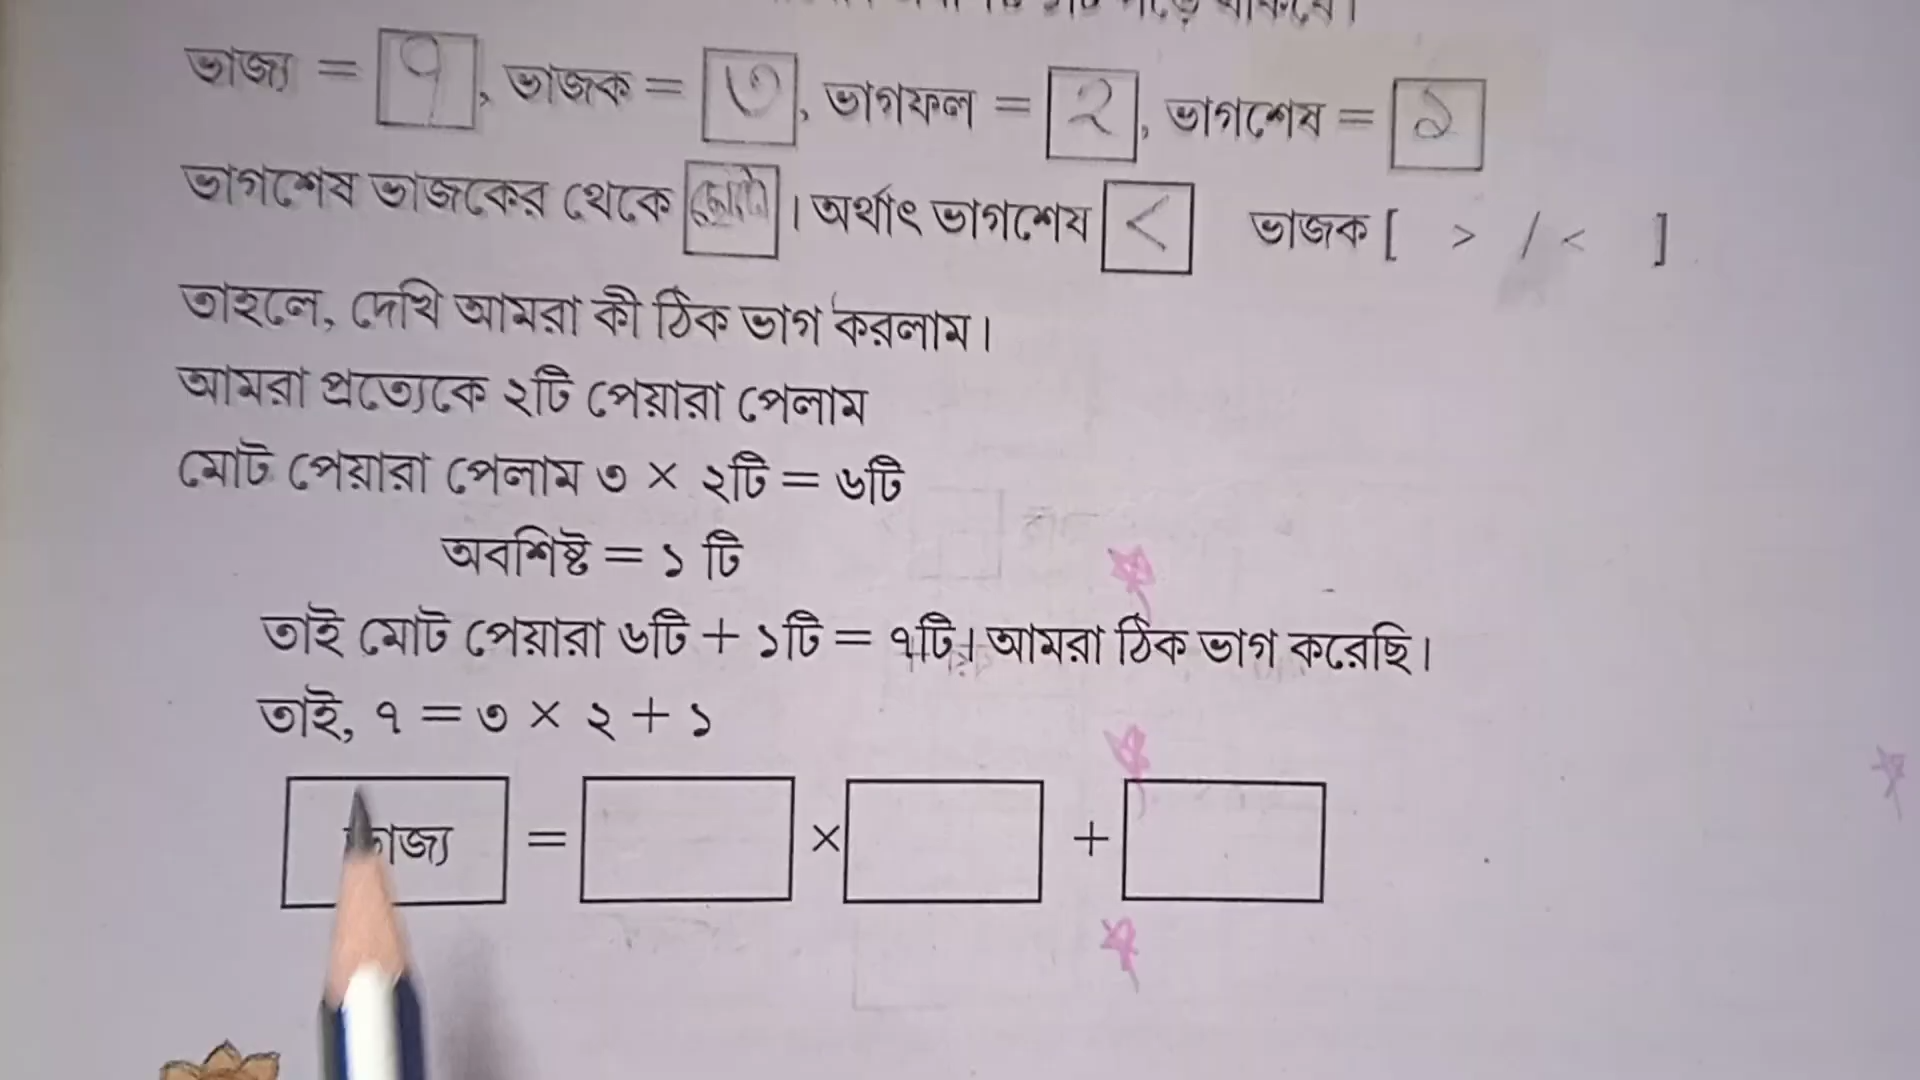 ভাজ্য = ৭, ভাজক = ৩, ভাগফল = ২, ভাগশেষ = ১
ভাগশেষ ভাজকের থেকে ছোটো। অর্থাৎ ভাগশেষ < ভাজক [ > / < ]
তাহলে, দেখি আমরা কী ঠিক ভাগ করলাম।
আমরা প্রত্যেকে ২টি পেয়ারা পেলাম
মোট পেয়ারা পেলাম ৩ × ২টি = ৬টি
অবশিষ্ট = ১ টি
তাই মোট পেয়ারা ৬টি + ১টি = ৭টি। আমরা ঠিক ভাগ করেছি।
তাই, ৭ = ৩ × ২ + ১
ভাজ্য = × +